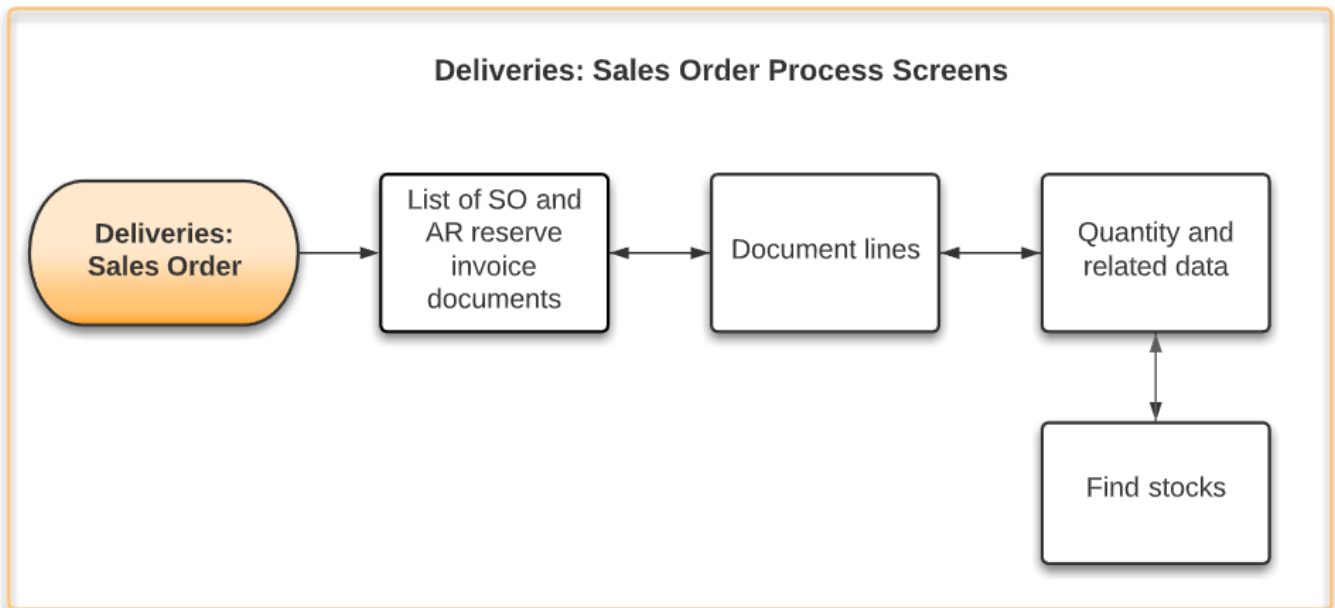 Deliveries: Sales Order Process Screens
Deliveries:
Sales Order
List of SO and
AR reserve
invoice
documents
Document lines
Quantity and
related data
Find stocks